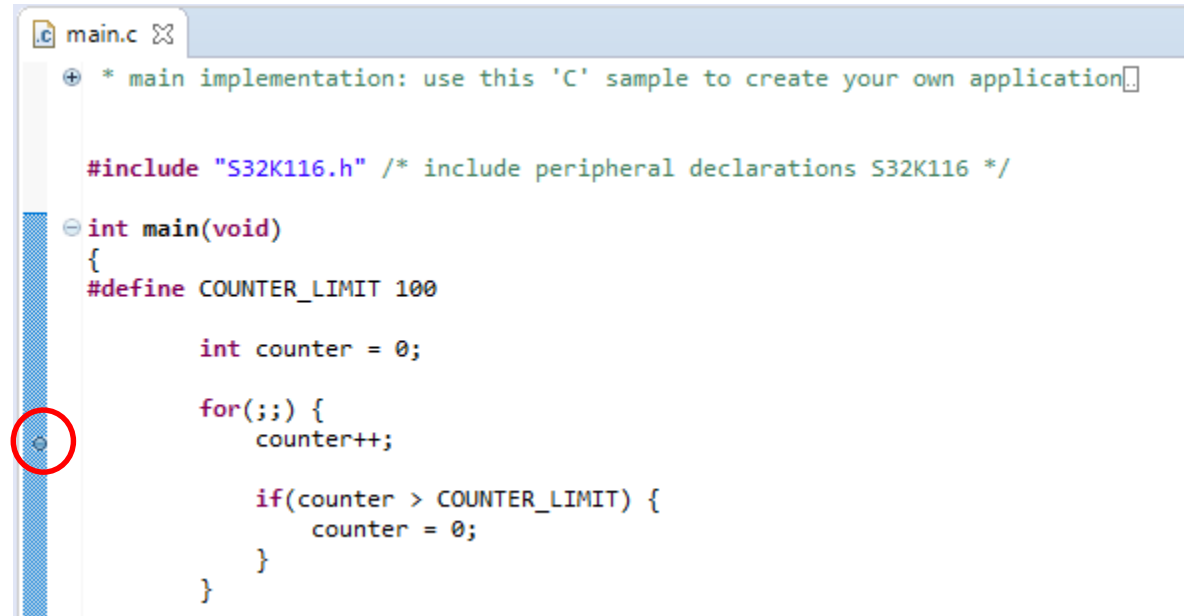 main.c
* main implementation: use this 'C' sample to create your own application..
#include "S32K116.h" /* include peripheral declarations S32K116 */
int main(void)
{
#define COUNTER_LIMIT 100
int counter = 0;
for(;;) {
counter++;
if(counter > COUNTER_LIMIT) {
counter = 0;
}
}